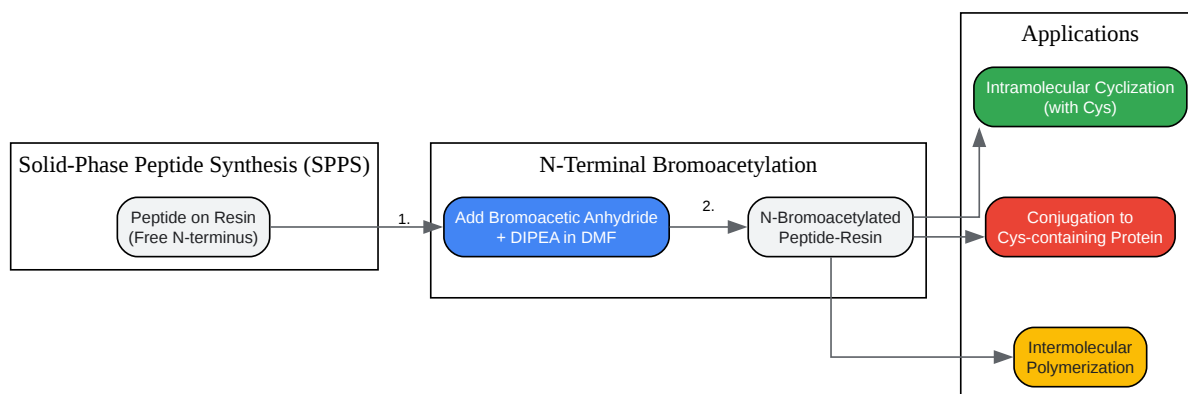 Applications
Intramolecular Cyclization
(with Cys)
Solid-Phase Peptide Synthesis (SPPS)
N-Terminal Bromoacetylation
Peptide on Resin
(Free N-terminus)
1.
Add Bromoacetic Anhydride
+ DIPEA in DMF
2.
N-Bromoacetylated
Peptide-Resin
Conjugation to
Cys-containing Protein
Intermolecular
Polymerization